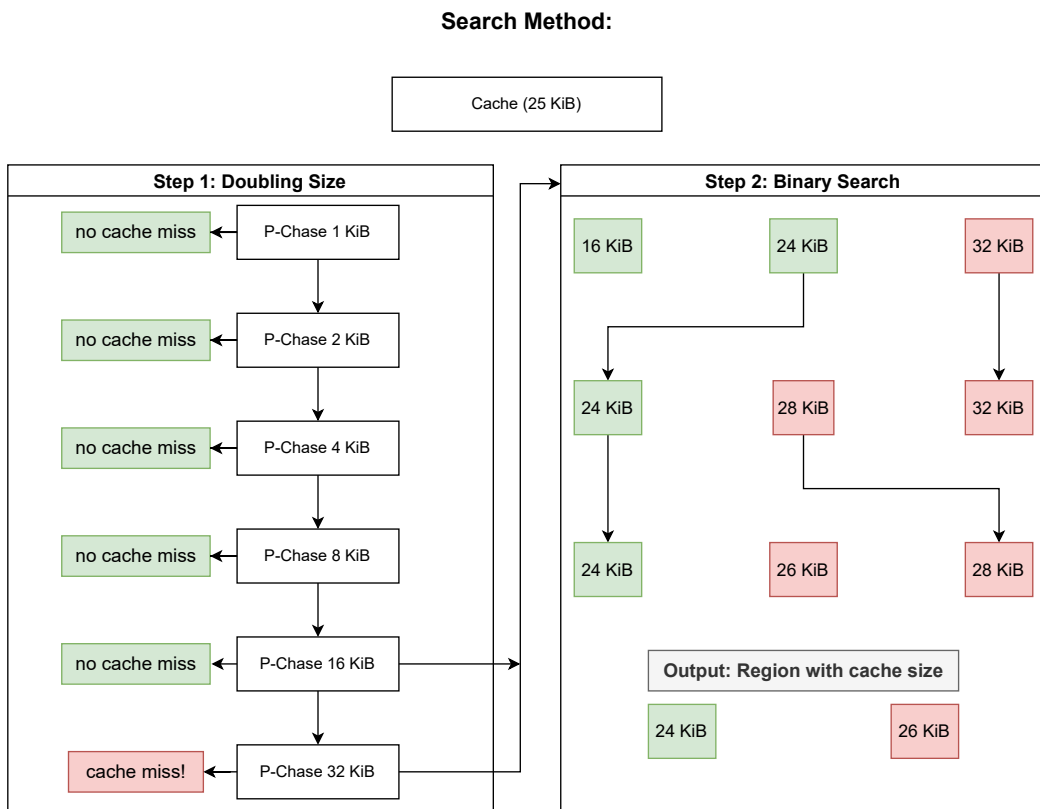 Search Method:
Cache (25 KiB)
Step 1: Doubling Size
no cache miss
P-Chase 1 KiB
no cache miss
P-Chase 2 KiB
no cache miss
P-Chase 4 KiB
no cache miss
P-Chase 8 KiB
no cache miss
P-Chase 16 KiB
cache miss!
P-Chase 32 KiB
Step 2: Binary Search
16 KiB
24 KiB
32 KiB
24 KiB
28 KiB
32 KiB
24 KiB
26 KiB
28 KiB
Output: Region with cache size
24 KiB
26 KiB